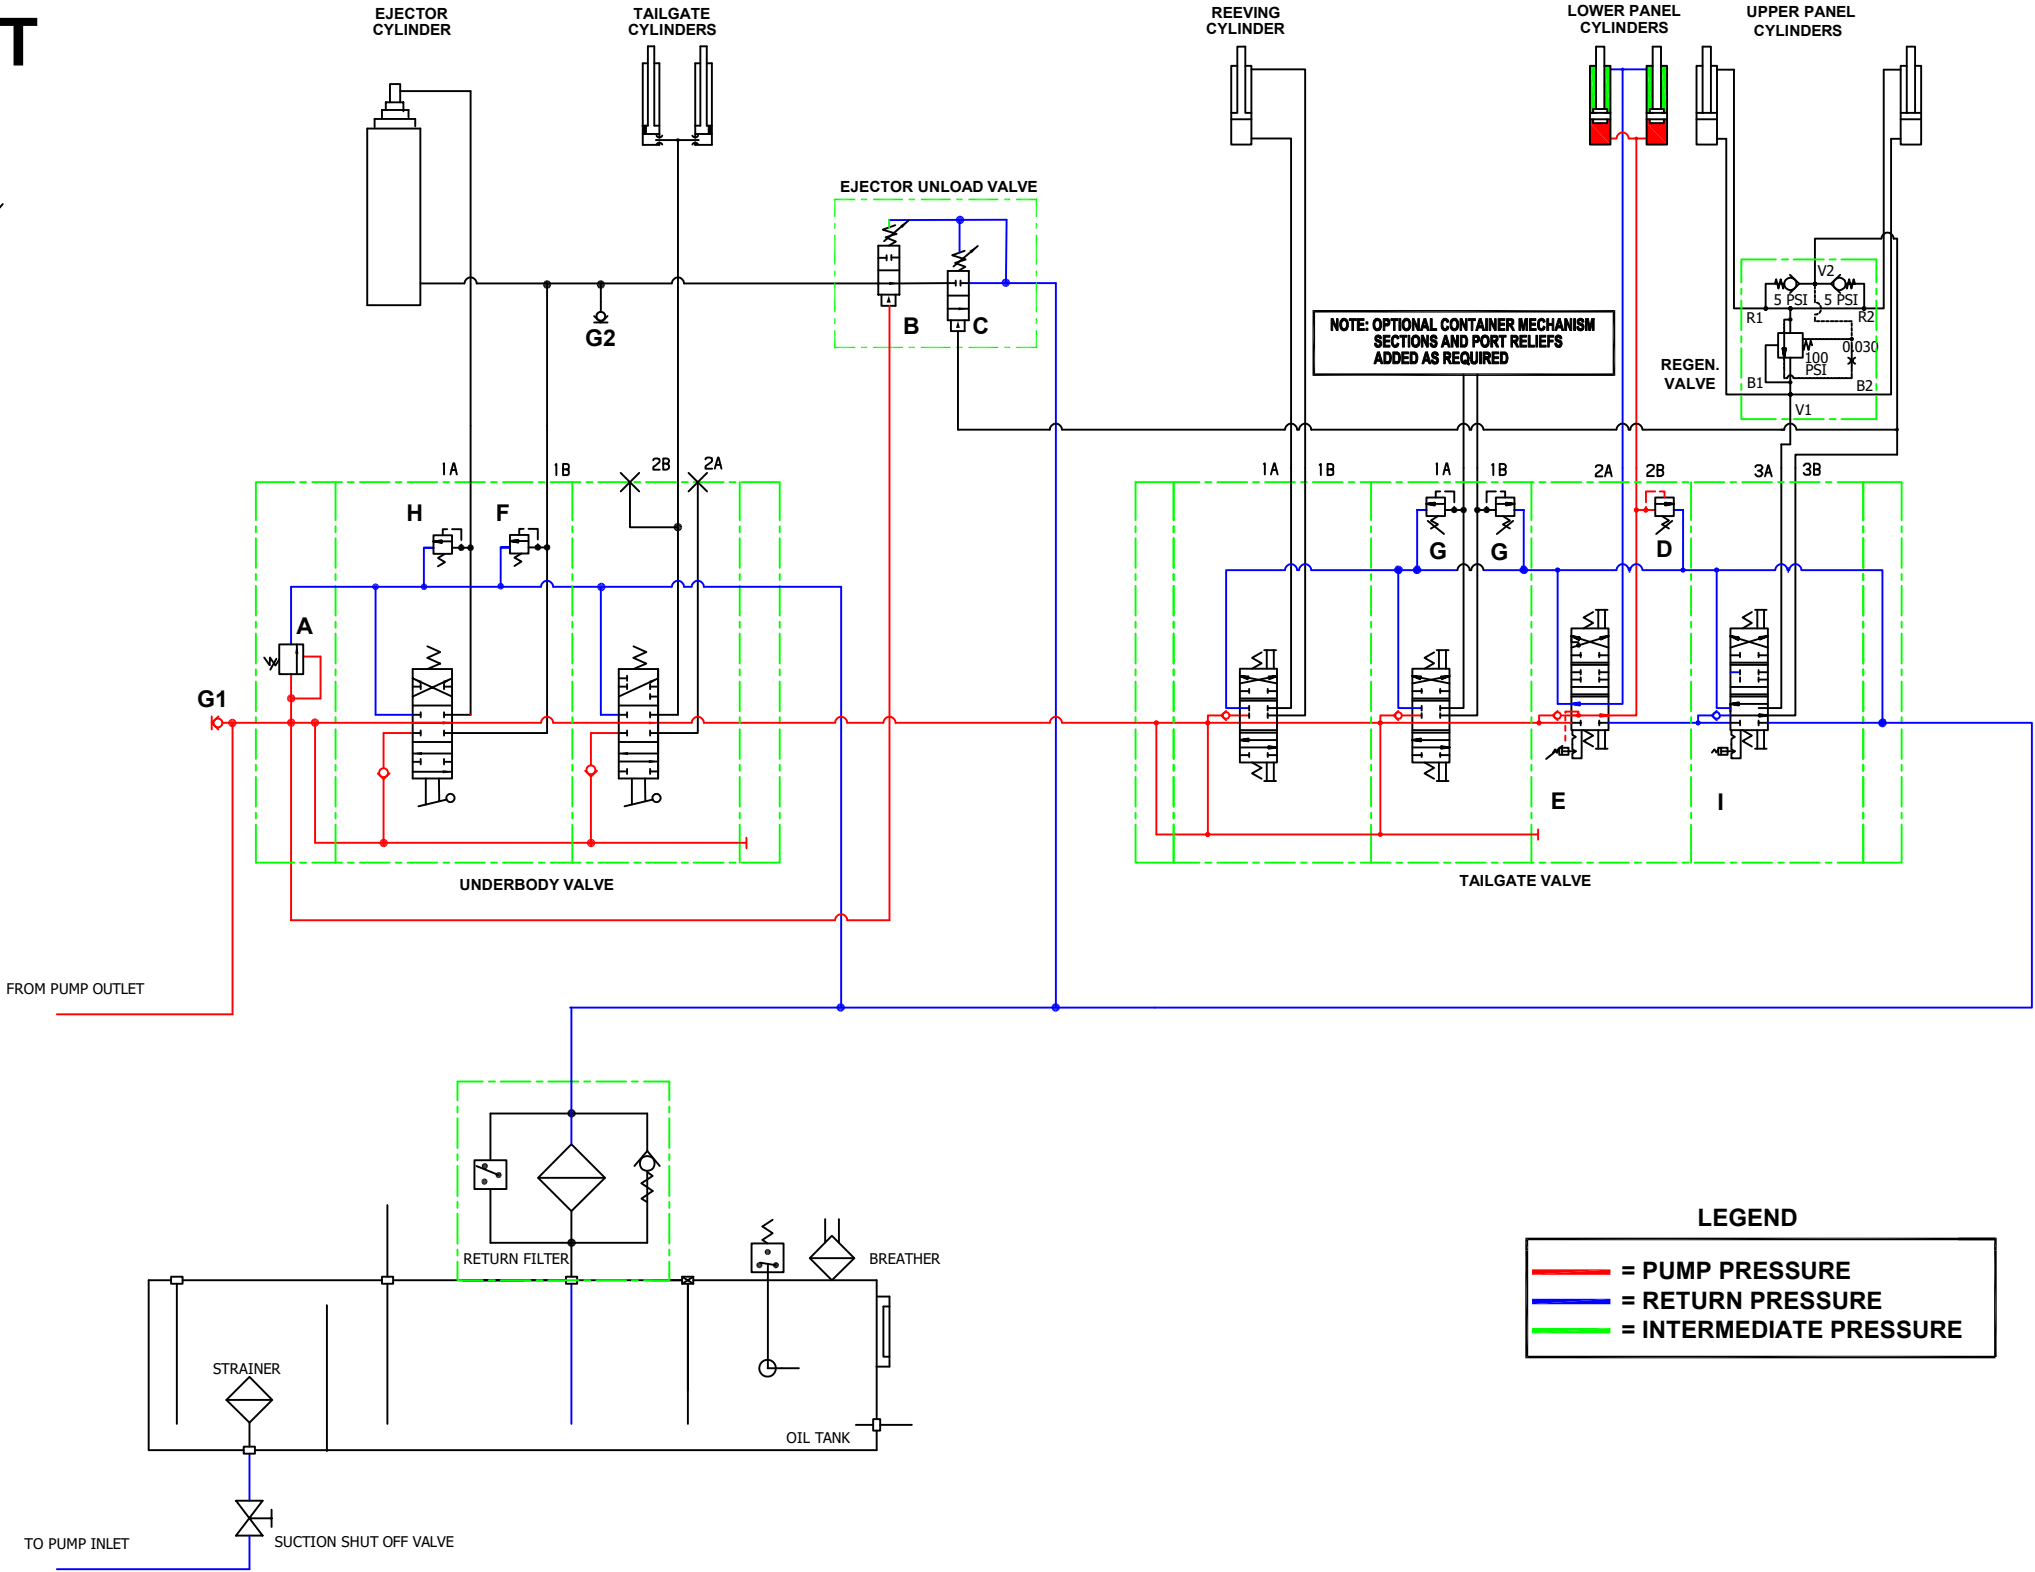 T
EJECTOR
CYLINDER
TAILGATE
CYLINDERS
REEVING
CYLINDER
LOWER PANEL
CYLINDERS
UPPER PANEL
CYLINDERS
EJECTOR UNLOAD VALVE
B
C
G2
NOTE: OPTIONAL CONTAINER MECHANISM
SECTIONS AND PORT RELIEFS
ADDED AS REQUIRED
V2
5 PSI
5 PSI
R1
R2
0.030
100
PSI
REGEN.
VALVE
B1
B2
V1
1A
1B
2B
2A
1A
1B
1A
1B
2A
2B
3A
3B
H
F
G
G
D
A
G1
E
I
UNDERBODY VALVE
TAILGATE VALVE
FROM PUMP OUTLET
RETURN FILTER
BREATHER
STRAINER
OIL TANK
TO PUMP INLET
SUCTION SHUT OFF VALVE
LEGEND
= PUMP PRESSURE
= RETURN PRESSURE
= INTERMEDIATE PRESSURE